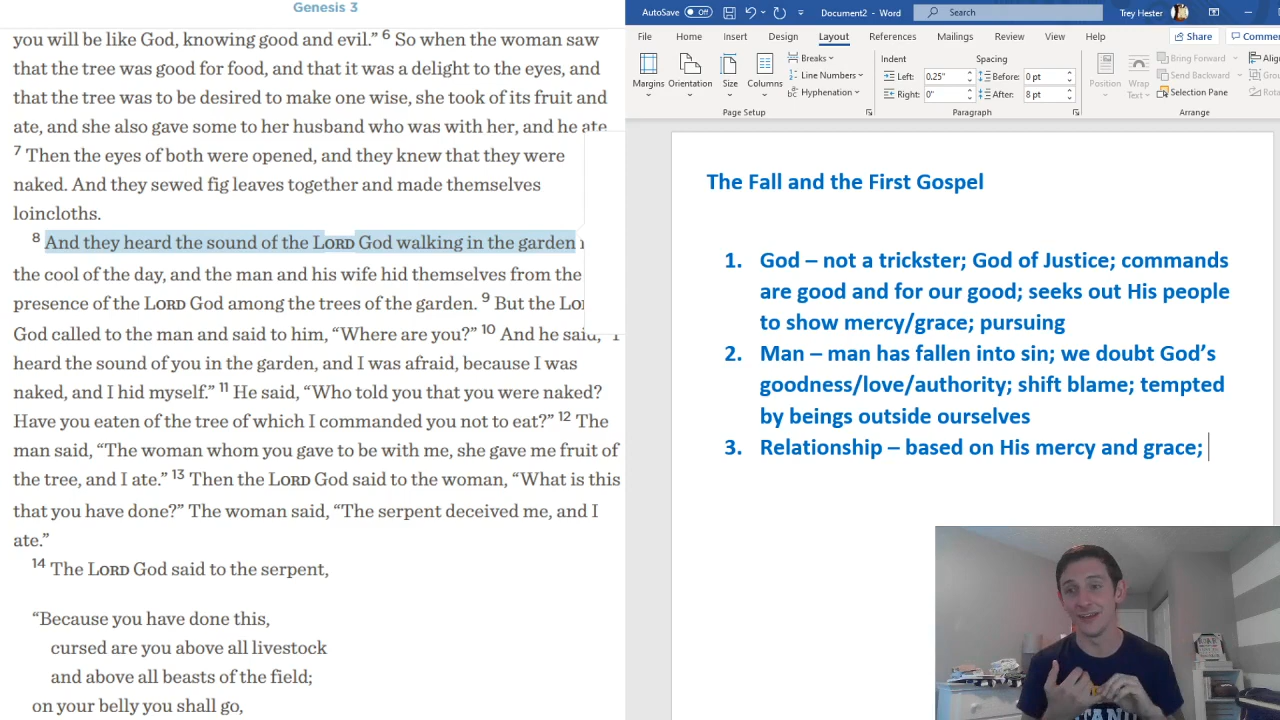 Genesis 3
you will be like God, knowing good and evil.” 6 So when the woman saw
that the tree was good for food, and that it was a delight to the eyes, and
that the tree was to be desired to make one wise, she took of its fruit and
ate, and she also gave some to her husband who was with her, and he ate
7 Then the eyes of both were opened, and they knew that they were
naked. And they sewed fig leaves together and made themselves
loincloths.
8 And they heard the sound of the LORD God walking in the garden
the cool of the day, and the man and his wife hid themselves from the
presence of the LORD God among the trees of the garden. 9 But the
God called to the man and said to him, “Where are you?” 10 And he said,
heard the sound of you in the garden, and I was afraid, because I was
naked, and I hid myself.” 11 He said, “Who told you that you were naked?
Have you eaten of the tree of which I commanded you not to eat?” 12 The
man said, “The woman whom you gave to be with me, she gave me fruit of
the tree, and I ate.” 13 Then the LORD God said to the woman, “What is this
that you have done?” The woman said, “The serpent deceived me, and I
ate.”
14 The LORD God said to the serpent,
“Because you have done this,
cursed are you above all livestock
and above all beasts of the field;
on your belly you shall go,
AutoSave Off Document2 - Word Search Trey Hester
File Home Insert Design Layout References Mailings Review View Help Share Commen
Margins Orientation Size Columns
Breaks
Line Numbers
Hyphenation
Page Setup
Indent Spacing
Left: 0.25" Before: 0 pt
Right: 0" After: 8 pt
Paragraph
Position Wrap Text
Bring Forward
Send Backward
Selection Pane
Align
Grou
Rota
Arrange
The Fall and the First Gospel
1. God – not a trickster; God of Justice; commands
are good and for our good; seeks out His people
to show mercy/grace; pursuing
2. Man – man has fallen into sin; we doubt God’s
goodness/love/authority; shift blame; tempted
by beings outside ourselves
3. Relationship – based on His mercy and grace;